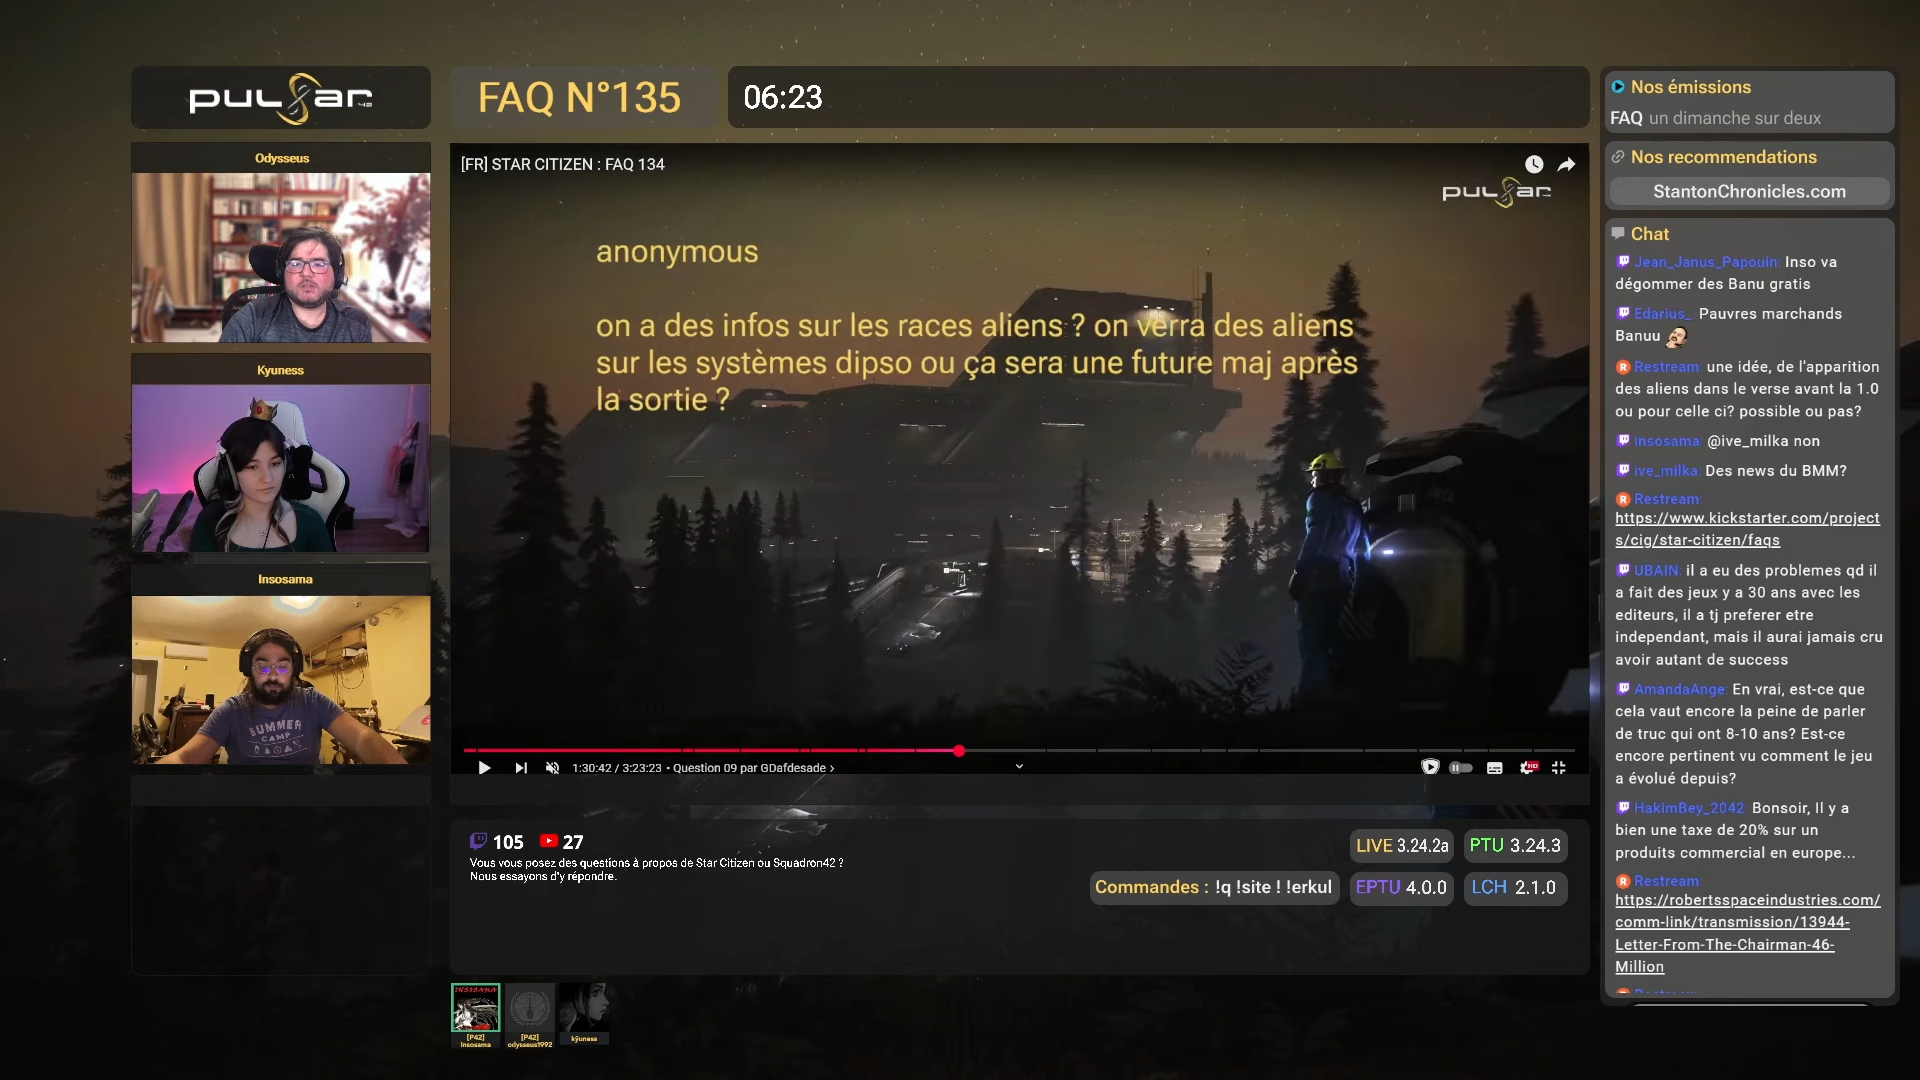 pulsar 42
FAQ N°135
06:23
Odysseus
Kyuness
Insosama
SUMMER
CAMP
[FR] STAR CITIZEN : FAQ 134
pulsar
anonymous
on a des infos sur les races aliens ? on verra des aliens
sur les systèmes dipso ou ça sera une future maj après
la sortie ?
1:30:42 / 3:23:23 • Question 09 par GDafdesade ›
HD
105 27
Vous vous posez des questions à propos de Star Citizen ou Squadron42 ?
Nous essayons d'y répondre.
LIVE 3.24.2a PTU 3.24.3
Commandes : !q !site ! !erkul EPTU 4.0.0 LCH 2.1.0
INSOSAMA
[P42]
Insosama
[P42]
odysseus1992
kÿuness
Nos émissions
FAQ un dimanche sur deux
Nos recommendations
StantonChronicles.com
Chat
Jean_Janus_Papouin: Inso va
dégommer des Banu gratis
Edarius_ Pauvres marchands
Banuu
Restream: une idée, de l'apparition
des aliens dans le verse avant la 1.0
ou pour celle ci? possible ou pas?
insosama: @ive_milka non
ive_milka: Des news du BMM?
Restream:
https://www.kickstarter.com/project
s/cig/star-citizen/faqs
UBAIN: il a eu des problemes qd il
a fait des jeux y a 30 ans avec les
editeurs, il a tj preferer etre
independant, mais il aurai jamais cru
avoir autant de success
AmandaAnge: En vrai, est-ce que
cela vaut encore la peine de parler
de truc qui ont 8-10 ans? Est-ce
encore pertinent vu comment le jeu
a évolué depuis?
HakimBey_2042: Bonsoir, Il y a
bien une taxe de 20% sur un
produits commercial en europe...
Restream:
https://robertsspaceindustries.com/
comm-link/transmission/13944-
Letter-From-The-Chairman-46-
Million